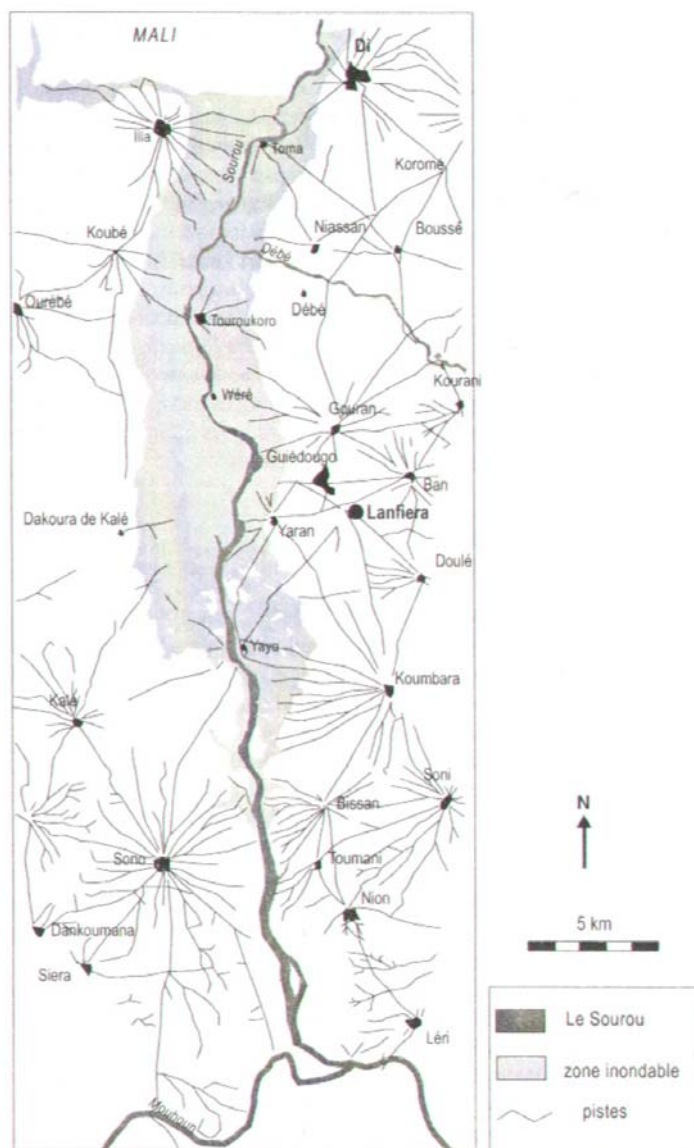 MALI
Di
Ilia
Toma
Sourou
Koromé
Koubé
Niassan
Boussé
Débé
Débé
Ourébé
Touroukoro
Wéré
Kourani
Gouran
Guiédougo
Ban
Lanfiera
Dakoura de Kalé
Yaran
Doulé
Yayo
Koumbara
Kalé
Soni
Bissan
Sono
Toumani
Nion
Dankoumana
Siera
Léri
Mouhoun
N
5 km
Le Sourou
zone inondable
pistes